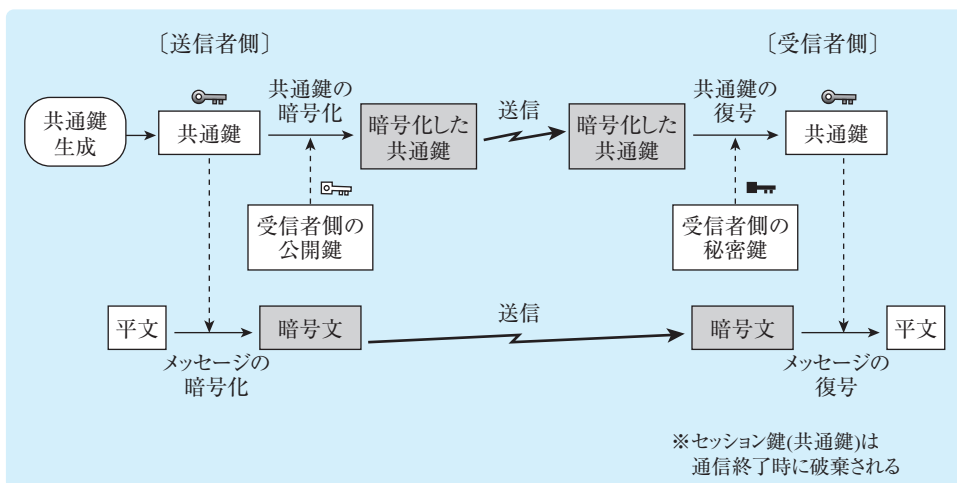 〔送信者側〕
〔受信者側〕
共通鍵
生成
共通鍵
共通鍵の
暗号化
暗号化した
共通鍵
送信
暗号化した
共通鍵
共通鍵の
復号
共通鍵
受信者側の
公開鍵
受信者側の
秘密鍵
平文
メッセージの
暗号化
暗号文
送信
暗号文
メッセージの
復号
平文
※セッション鍵(共通鍵)は
通信終了時に破棄される